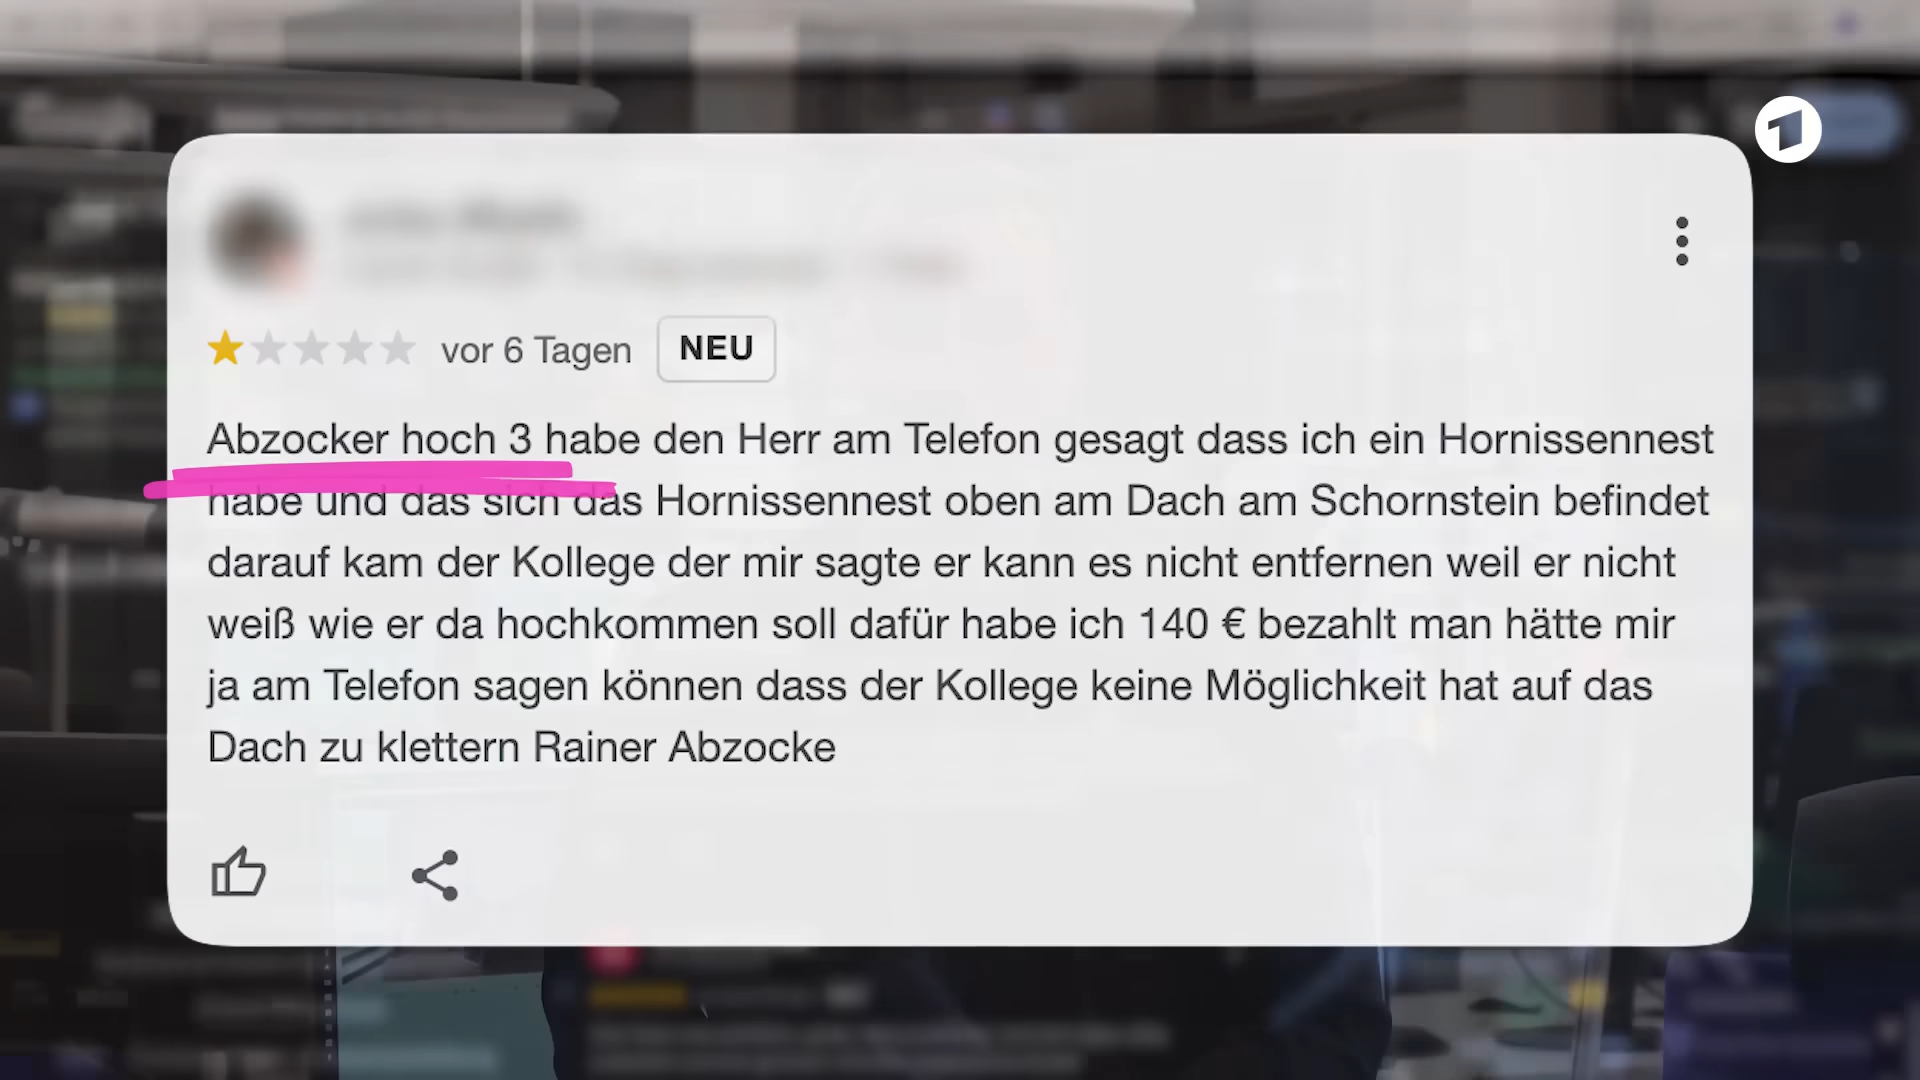 vor 6 Tagen NEU
Abzocker hoch 3 habe den Herr am Telefon gesagt dass ich ein Hornissennest
habe und das sich das Hornissennest oben am Dach am Schornstein befindet
darauf kam der Kollege der mir sagte er kann es nicht entfernen weil er nicht
weiß wie er da hochkommen soll dafür habe ich 140 € bezahlt man hätte mir
ja am Telefon sagen können dass der Kollege keine Möglichkeit hat auf das
Dach zu klettern Rainer Abzocke